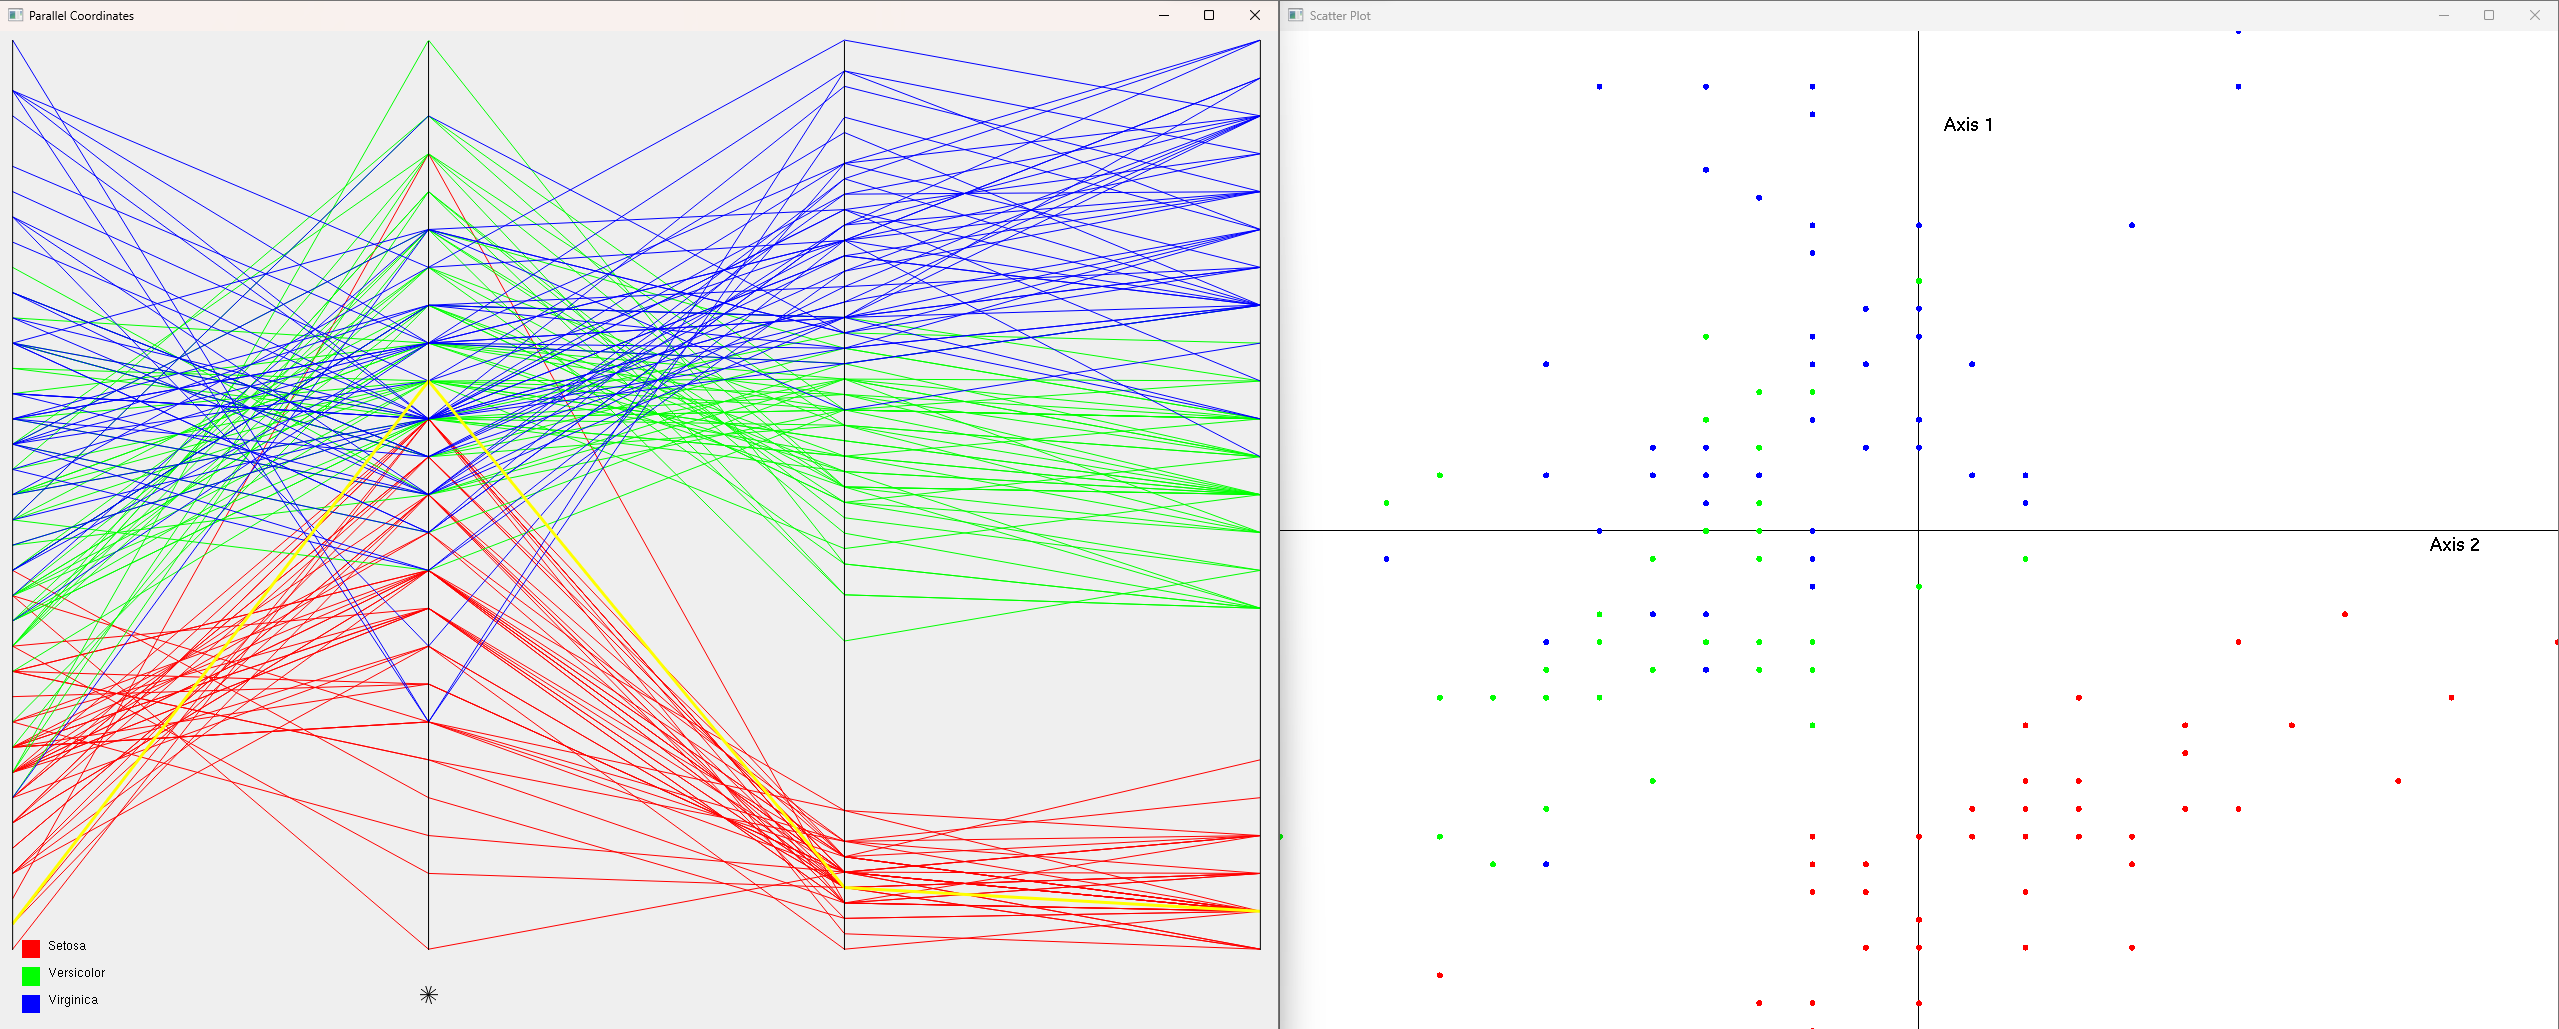 Parallel Coordinates
Setosa
Versicolor
Virginica
Scatter Plot
Axis 1
Axis 2